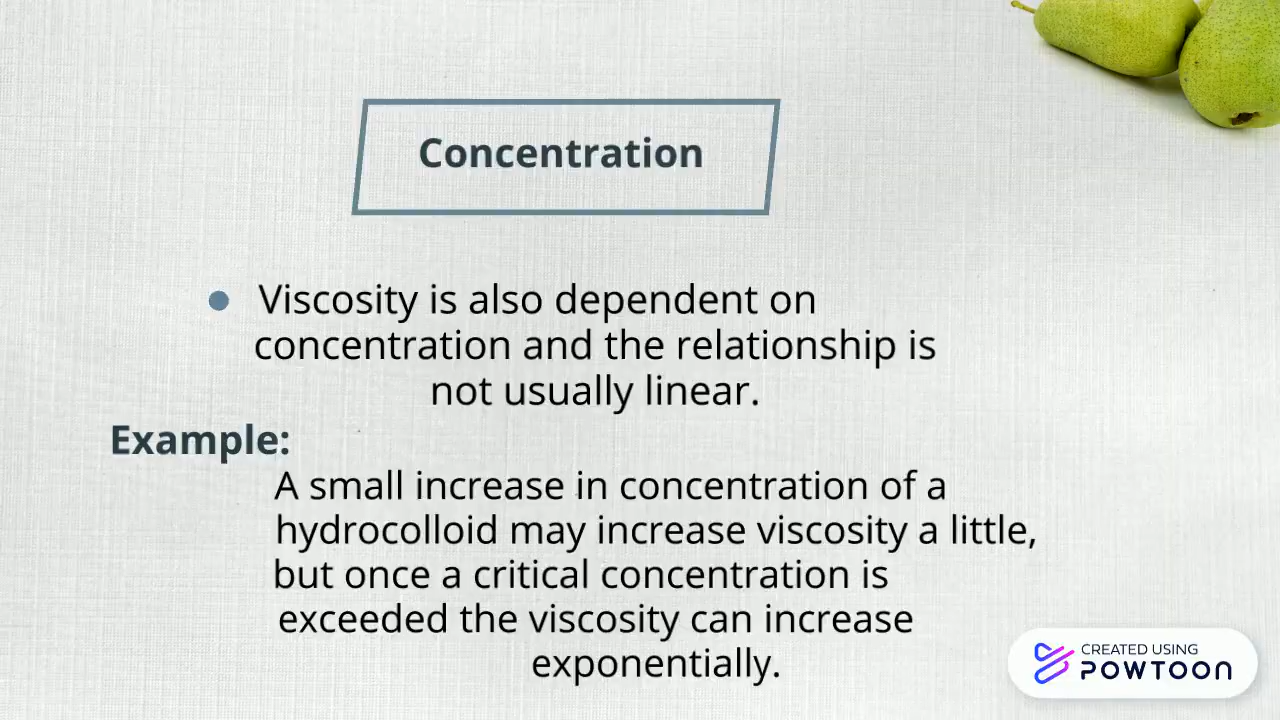 Concentration
Viscosity is also dependent on
concentration and the relationship is
not usually linear.
Example:
A small increase in concentration of a
hydrocolloid may increase viscosity a little,
but once a critical concentration is
exceeded the viscosity can increase
exponentially.
CREATED USING
POWTOON